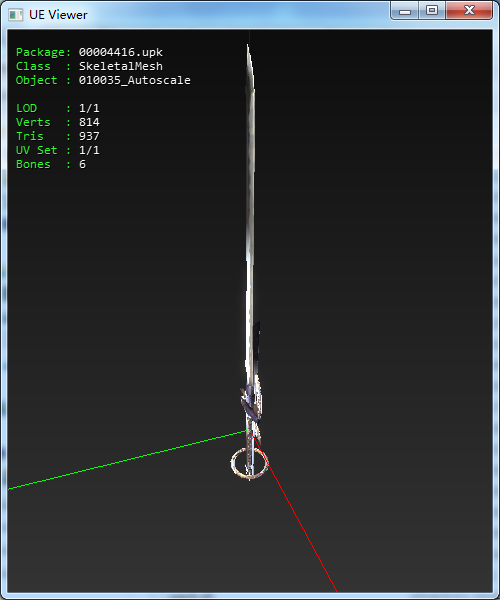 UE Viewer
Package: 00004416.upk
Class  : SkeletalMesh
Object : 010035_Autoscale
LOD    : 1/1
Verts  : 814
Tris   : 937
UV Set : 1/1
Bones  : 6